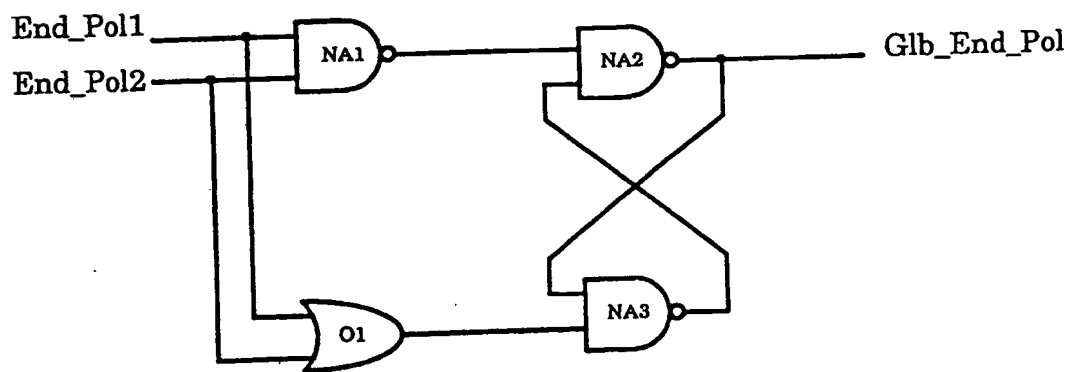 End_Pol1
NA1
NA2
Glb_End_Pol
End_Pol2
NA3
O1